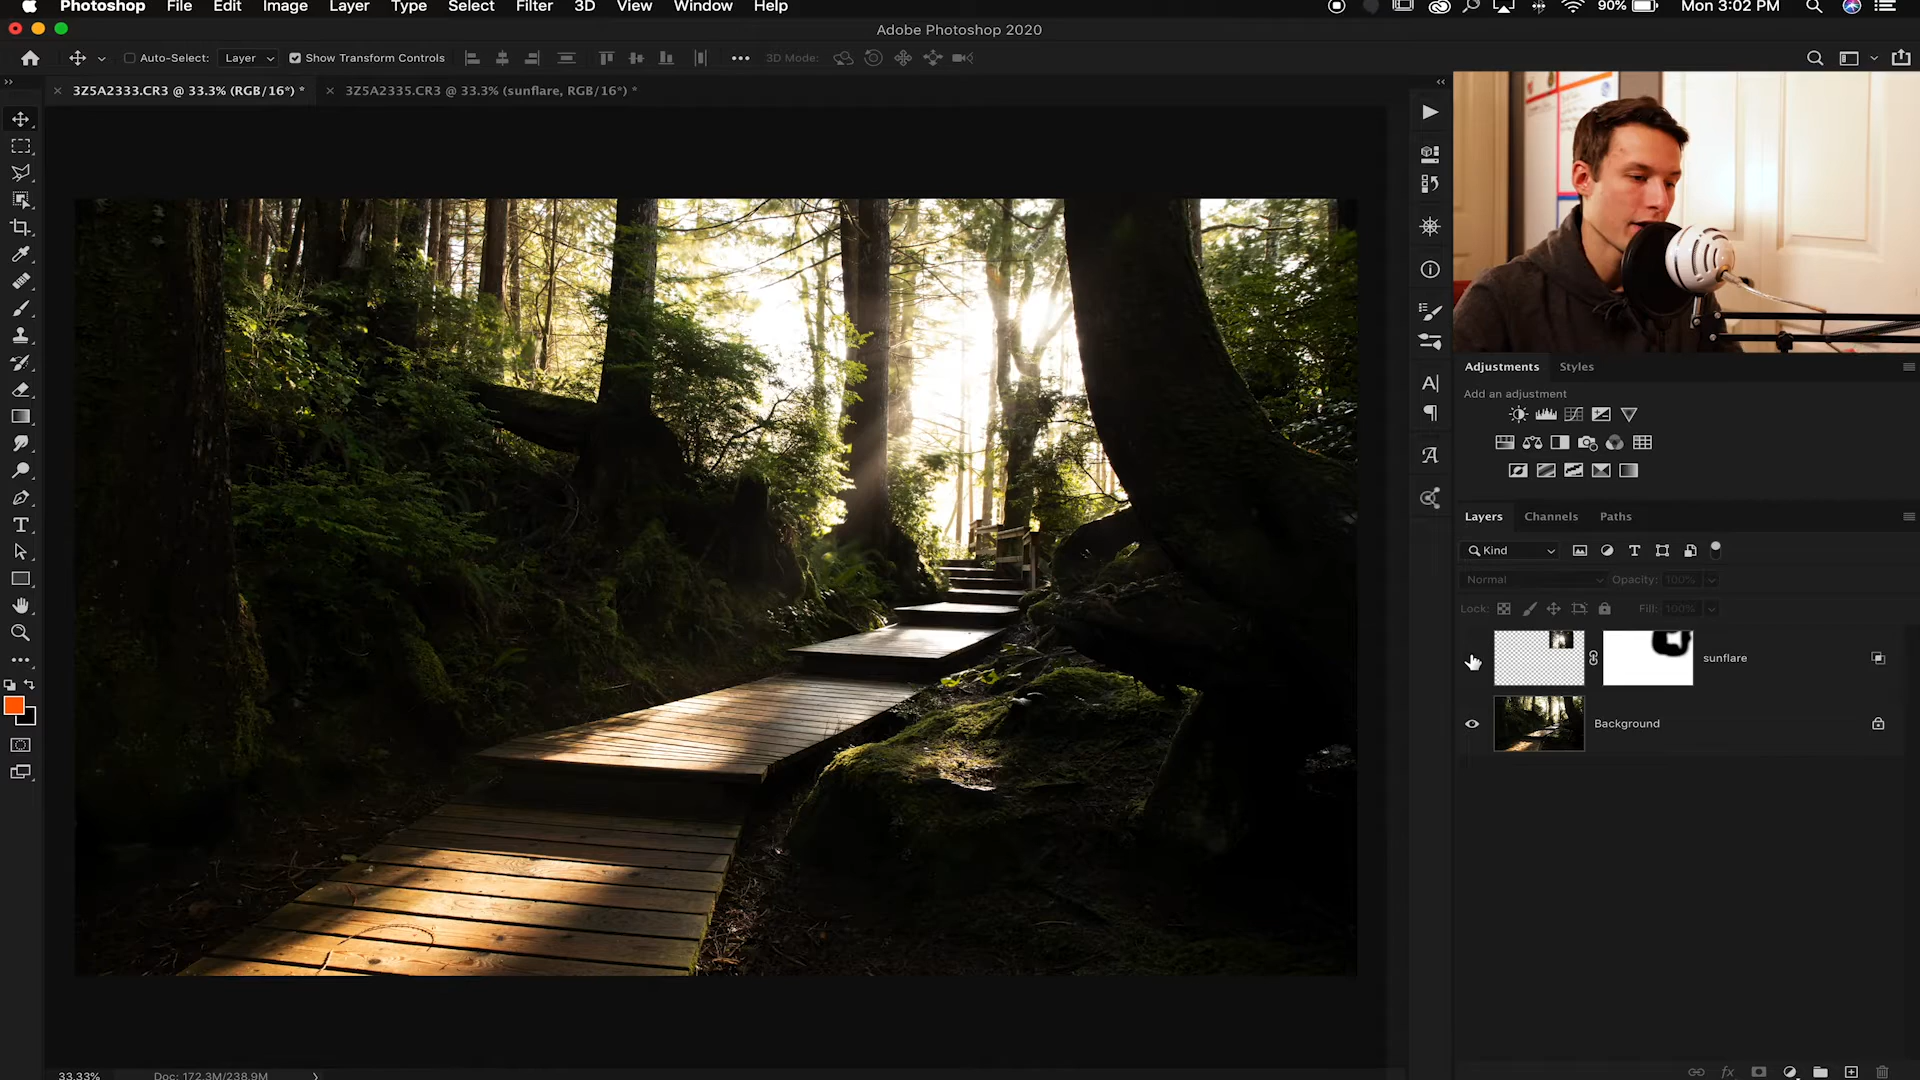 Photoshop File Edit Image Layer Type Select Filter 3D View Window Help 90% Mon 3:02 PM
Adobe Photoshop 2020
Auto-Select: Layer Show Transform Controls 3D Mode:
3Z5A2333.CR3 @ 33.3% (RGB/16*) * 3Z5A2335.CR3 @ 33.3% (sunflare, RGB/16*) *
Adjustments Styles
Add an adjustment
Layers Channels Paths
Kind
Normal Opacity: 100%
Lock: Fill: 100%
sunflare
Background
33.33% Doc: 172.3M/238.9M